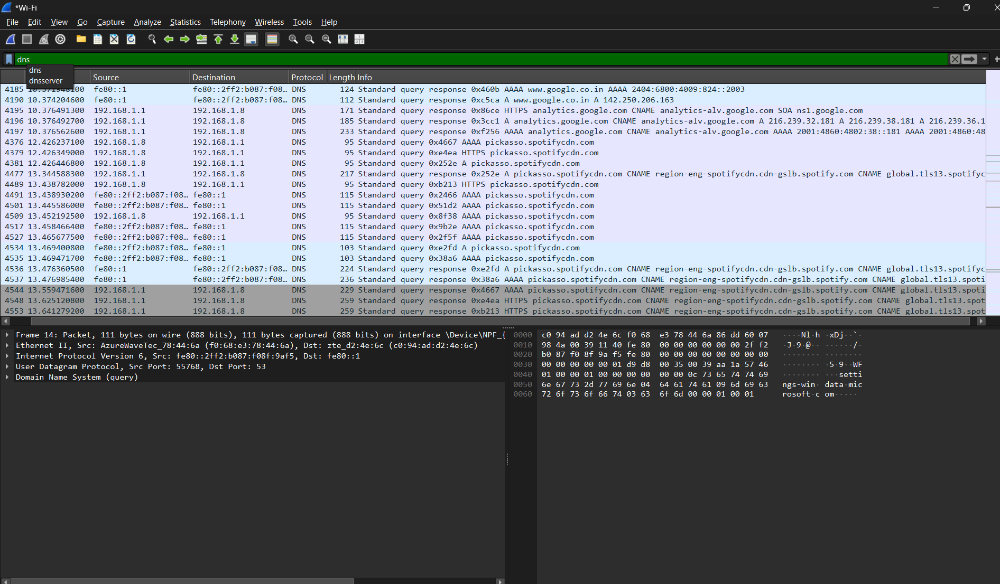 *Wi-Fi
File Edit View Go Capture Analyze Statistics Telephony Wireless Tools Help
dns
dns
dnsserver
Source Destination Protocol Length Info
4185 10.371948100 fe80::1 fe80::2ff2:b087:f08… DNS 124 Standard query response 0x460b AAAA www.google.co.in AAAA 2404:6800:4009:824::2003
4190 10.374204600 fe80::1 fe80::2ff2:b087:f08… DNS 112 Standard query response 0xc5ca A www.google.co.in A 142.250.206.163
4195 10.376491300 192.168.1.1 192.168.1.8 DNS 171 Standard query response 0x86ce HTTPS analytics.google.com CNAME analytics-alv.google.com SOA ns1.google.com
4196 10.376492700 192.168.1.1 192.168.1.8 DNS 185 Standard query response 0x3cc1 A analytics.google.com CNAME analytics-alv.google.com A 216.239.32.181 A 216.239.38.181 A 216.239.36.1
4197 10.376562600 192.168.1.1 192.168.1.8 DNS 233 Standard query response 0xf256 AAAA analytics.google.com CNAME analytics-alv.google.com AAAA 2001:4860:4802:38::181 AAAA 2001:4860:48
4376 12.426237100 192.168.1.8 192.168.1.1 DNS 95 Standard query 0x4667 AAAA pickasso.spotifycdn.com
4379 12.426349000 192.168.1.8 192.168.1.1 DNS 95 Standard query 0xe4ea HTTPS pickasso.spotifycdn.com
4381 12.426446800 192.168.1.8 192.168.1.1 DNS 95 Standard query 0x252e A pickasso.spotifycdn.com
4477 13.344588300 192.168.1.1 192.168.1.8 DNS 217 Standard query response 0x252e A pickasso.spotifycdn.com CNAME region-eng-spotifycdn.cdn-gslb.spotify.com CNAME global.tls13.spotifyc
4489 13.438782000 192.168.1.8 192.168.1.1 DNS 95 Standard query 0xb213 HTTPS pickasso.spotifycdn.com
4491 13.438930200 fe80::2ff2:b087:f08… fe80::1 DNS 115 Standard query 0x2466 AAAA pickasso.spotifycdn.com
4501 13.445586000 fe80::2ff2:b087:f08… fe80::1 DNS 115 Standard query 0x51d2 AAAA pickasso.spotifycdn.com
4509 13.452192500 192.168.1.8 192.168.1.1 DNS 95 Standard query 0x8f38 AAAA pickasso.spotifycdn.com
4517 13.458466400 fe80::2ff2:b087:f08… fe80::1 DNS 115 Standard query 0x9b2e AAAA pickasso.spotifycdn.com
4527 13.465677500 fe80::2ff2:b087:f08… fe80::1 DNS 115 Standard query 0x2f5f AAAA pickasso.spotifycdn.com
4534 13.469400800 fe80::2ff2:b087:f08… fe80::1 DNS 103 Standard query 0xe2fd A pickasso.spotifycdn.com
4535 13.469471700 fe80::2ff2:b087:f08… fe80::1 DNS 103 Standard query 0x38a6 AAAA pickasso.spotifycdn.com
4536 13.476360500 fe80::1 fe80::2ff2:b087:f08… DNS 224 Standard query response 0xe2fd A pickasso.spotifycdn.com CNAME region-eng-spotifycdn.cdn-gslb.spotify.com CNAME global.tls13.spotifyc
4537 13.476985400 fe80::1 fe80::2ff2:b087:f08… DNS 236 Standard query response 0x38a6 AAAA pickasso.spotifycdn.com CNAME region-eng-spotifycdn.cdn-gslb.spotify.com CNAME global.tls13.spoti
4544 13.559471600 192.168.1.1 192.168.1.8 DNS 229 Standard query response 0x4667 AAAA pickasso.spotifycdn.com CNAME region-eng-spotifycdn.cdn-gslb.spotify.com CNAME global.tls13.spoti
4548 13.625120800 192.168.1.1 192.168.1.8 DNS 259 Standard query response 0xe4ea HTTPS pickasso.spotifycdn.com CNAME region-eng-spotifycdn.cdn-gslb.spotify.com CNAME global.tls13.spot
4553 13.641279200 192.168.1.1 192.168.1.8 DNS 259 Standard query response 0xb213 HTTPS pickasso.spotifycdn.com CNAME region-eng-spotifycdn.cdn-gslb.spotify.com CNAME global.tls13.spot
Frame 14: Packet, 111 bytes on wire (888 bits), 111 bytes captured (888 bits) on interface \Device\NPF_{
Ethernet II, Src: AzureWaveTec_78:44:6a (f0:68:e3:78:44:6a), Dst: zte_d2:4e:6c (c0:94:ad:d2:4e:6c)
Internet Protocol Version 6, Src: fe80::2ff2:b087:f08f:9af5, Dst: fe80::1
User Datagram Protocol, Src Port: 55768, Dst Port: 53
Domain Name System (query)
0000 c0 94 ad d2 4e 6c f0 68 e3 78 44 6a 86 dd 60 07 ····Nl·h ·xDj··`·
0010 98 4a 00 39 11 40 fe 80 00 00 00 00 00 00 2f f2 ·J·9·@·· ······/·
0020 b0 87 f0 8f 9a f5 fe 80 00 00 00 00 00 00 00 00 ········ ········
0030 00 00 00 00 00 01 d9 d8 00 35 00 39 aa 1a 57 46 ········ ·5·9··WF
0040 01 00 00 01 00 00 00 00 00 00 0c 73 65 74 74 69 ········ ···setti
0050 6e 67 73 2d 77 69 6e 04 64 61 74 61 09 6d 69 63 ngs-win· data·mic
0060 72 6f 73 6f 66 74 03 63 6f 6d 00 00 01 00 01 rosoft·c om·····